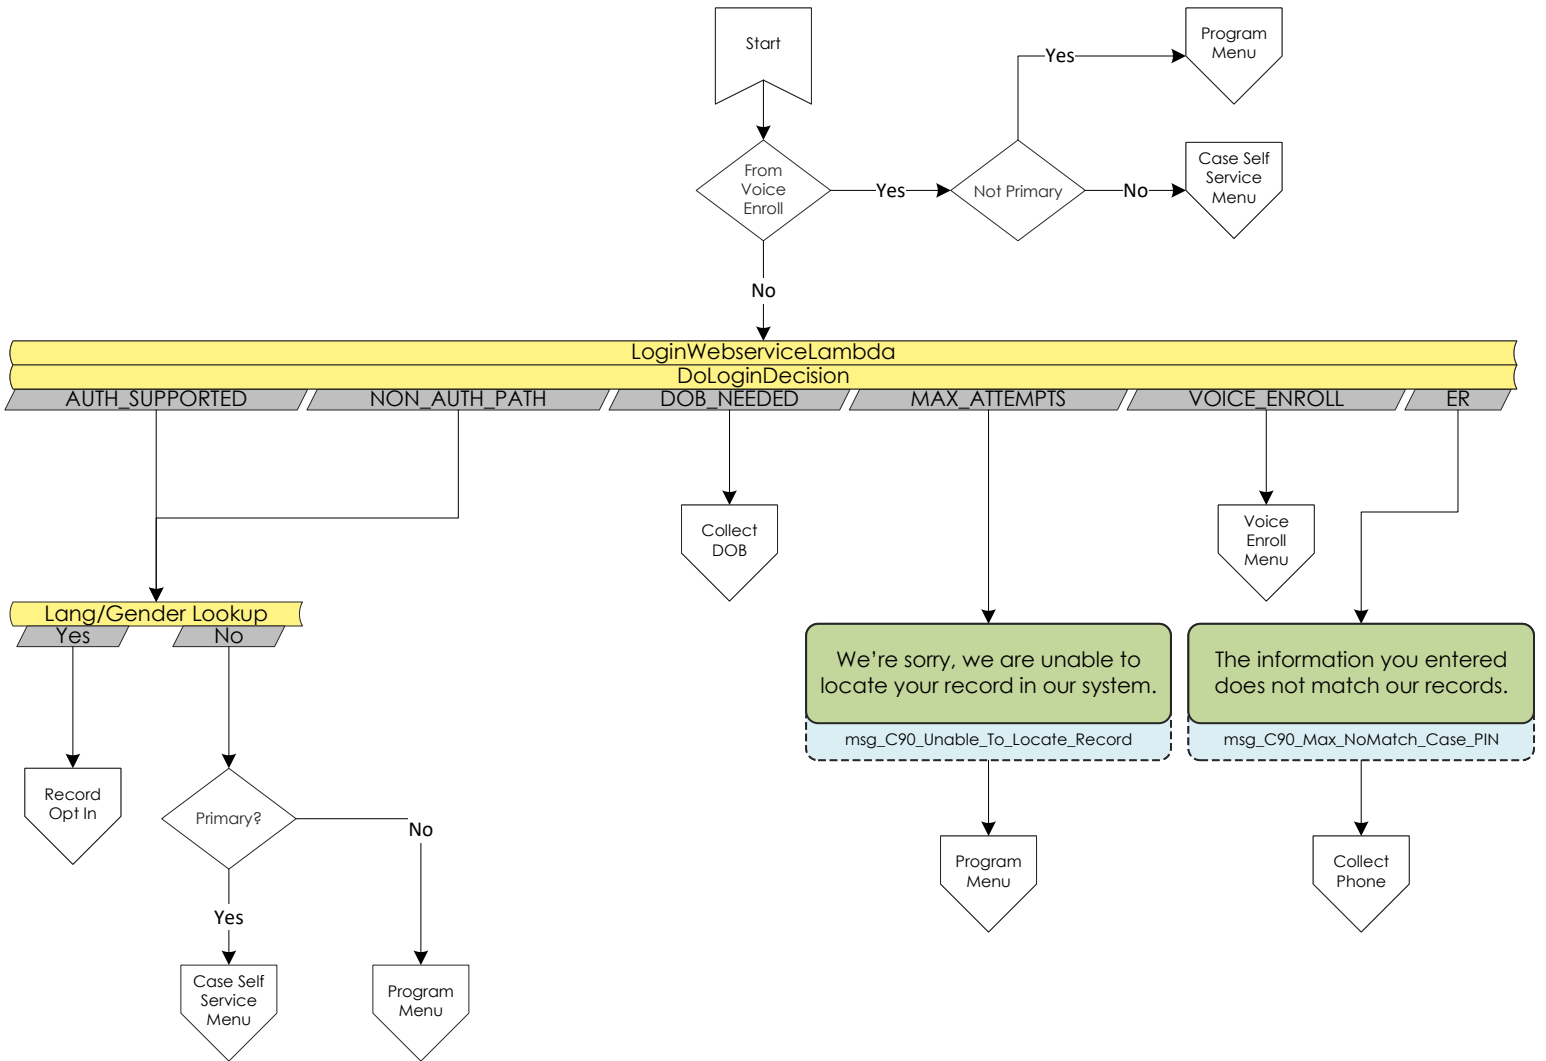 Start
Program
Menu
Yes
From
Voice
Enroll
Yes
Not Primary
No
Case Self
Service
Menu
No
LoginWebserviceLambda
DoLoginDecision
AUTH_SUPPORTED
NON_AUTH_PATH
DOB_NEEDED
MAX_ATTEMPTS
VOICE_ENROLL
ER
Collect
DOB
Voice
Enroll
Menu
Lang/Gender Lookup
Yes
No
We're sorry, we are unable to
locate your record in our system.
msg_C90_Unable_To_Locate_Record
The information you entered
does not match our records.
msg_C90_Max_NoMatch_Case_PIN
Record
Opt In
Primary?
No
Yes
Program
Menu
Collect
Phone
Case Self
Service
Menu
Program
Menu